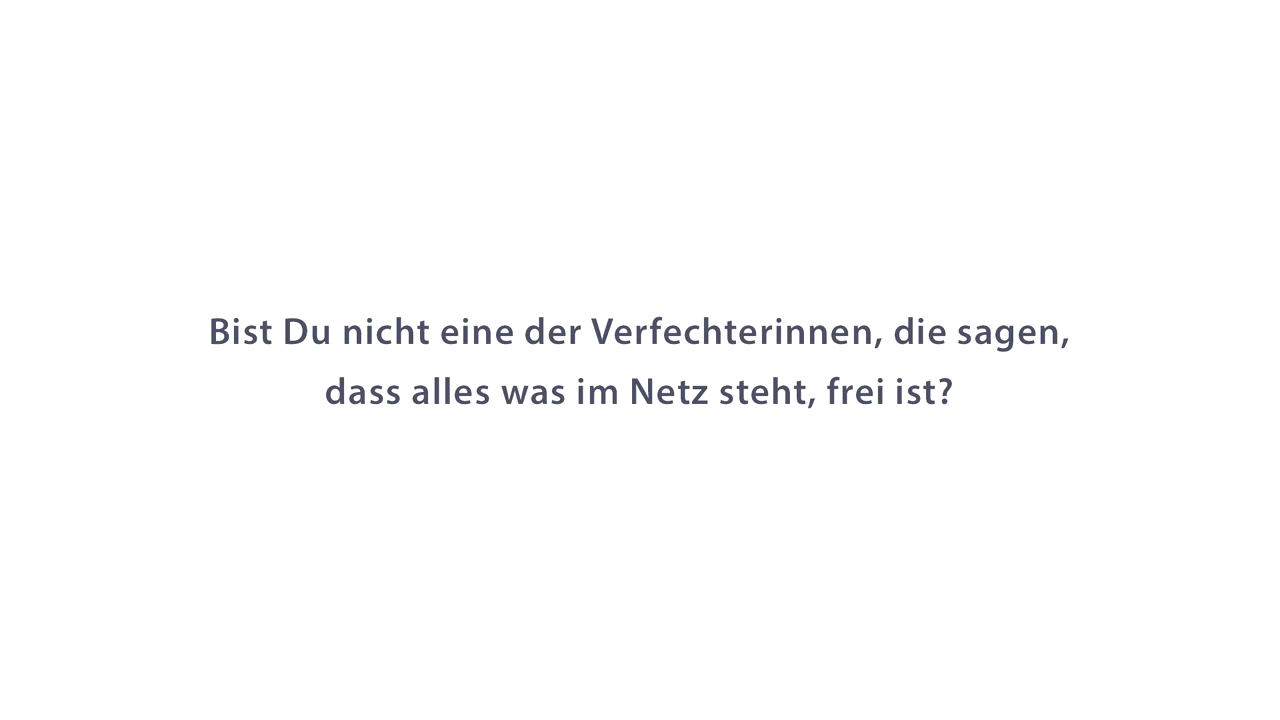 Bist Du nicht eine der Verfechterinnen, die sagen,
dass alles was im Netz steht, frei ist?